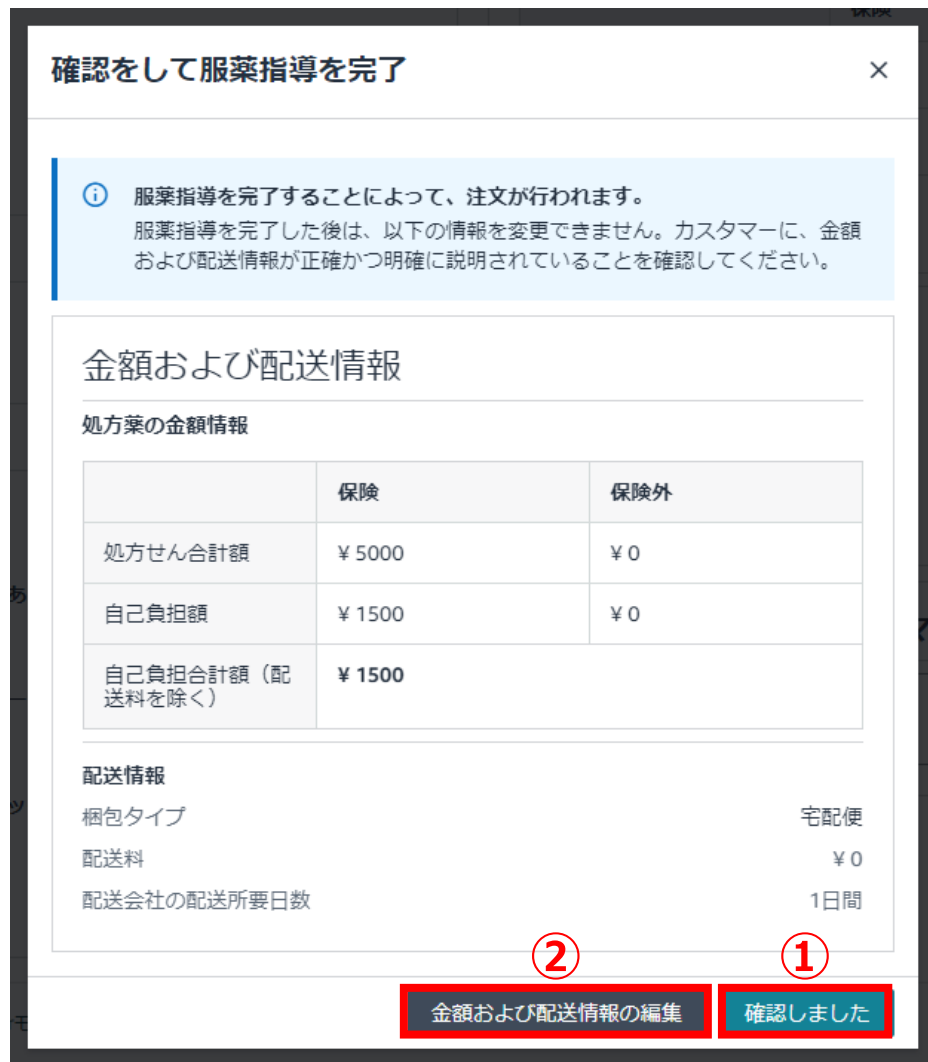 保険
確認をして服薬指導を完了
×
服薬指導を完了することによって、注文が行われます。
服薬指導を完了した後は、以下の情報を変更できません。カスタマーに、金額
および配送情報が正確かつ明確に説明されていることを確認してください。
金額および配送情報
処方薬の金額情報
保険 保険外
処方せん合計額 ¥ 5000 ¥ 0
自己負担額 ¥ 1500 ¥ 0
自己負担合計額（配 ¥ 1500
送料を除く）
配送情報
梱包タイプ 宅配便
配送料 ¥ 0
配送会社の配送所要日数 1日間
② ①
金額および配送情報の編集 確認しました